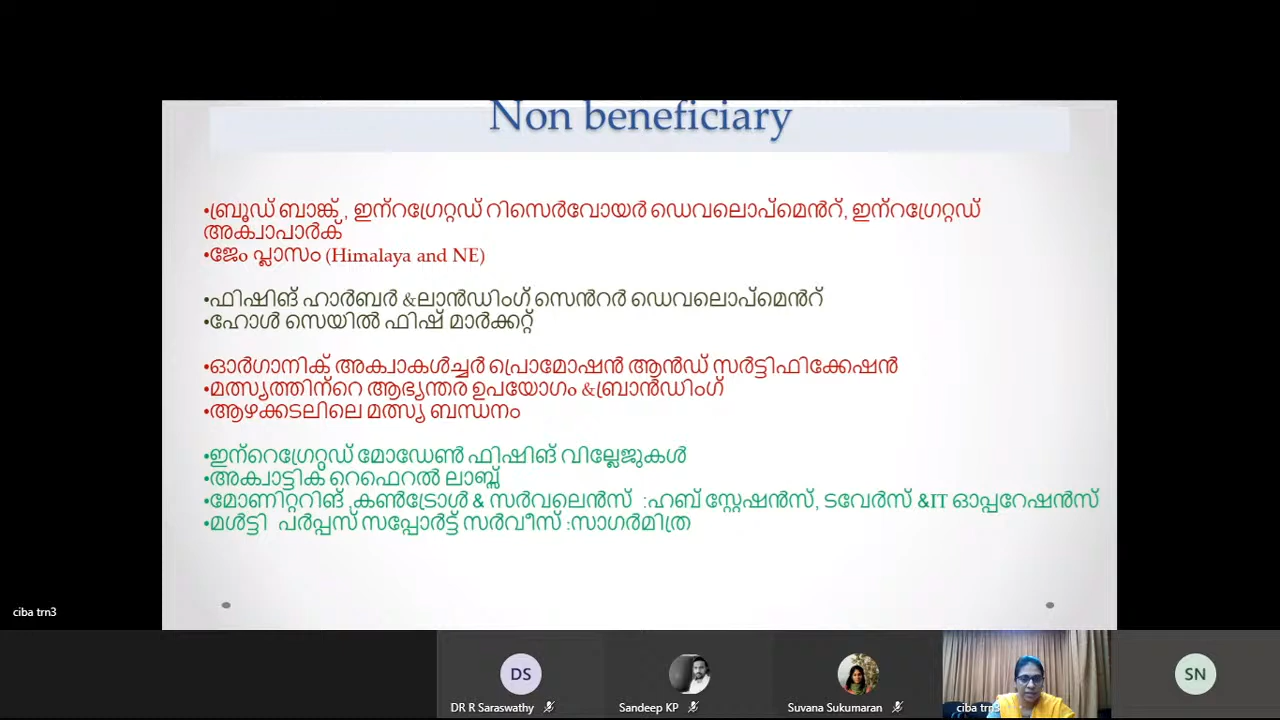 Non beneficiary
•ബ്രൂഡ് ബാങ്ക് , ഇന്റഗ്രേറ്റഡ് റിസെർവോയർ ഡെവലൊപ്മെൻറ്, ഇന്റഗ്രേറ്റഡ്
അക്വാപാർക്
•ജേം പ്ലാസം (Himalaya and NE)
•ഫിഷിങ് ഹാർബർ &ലാൻഡിംഗ് സെൻറർ ഡെവലൊപ്മെൻറ്
•ഹോൾ സെയിൽ ഫിഷ് മാർക്കറ്റ്
•ഓർഗാനിക് അക്വാകൾച്ചർ പ്രൊമോഷൻ ആൻഡ് സർട്ടിഫിക്കേഷൻ
•മത്സ്യത്തിന്റെ ആഭ്യന്തര ഉപയോഗം &ബ്രാൻഡിംഗ്
•ആഴക്കടലിലെ മത്സ്യ ബന്ധനം
•ഇന്റെഗ്രേറ്റഡ് മോഡേൺ ഫിഷിങ് വില്ലേജുകൾ
•അക്വാട്ടിക് റെഫെറൽ ലാബ്സ്
•മോണിറ്ററിങ് ,കൺട്രോൾ & സർവലെൻസ് :ഹബ് സ്റ്റേഷൻസ്, ടവേർസ് &IT ഓപ്പറേഷൻസ്
•മൾട്ടി പർപ്പസ് സപ്പോർട്ട് സർവീസ് :സാഗർമിത്ര
ciba trn3
DS
DR R Saraswathy
Sandeep KP
Suvana Sukumaran
ciba trn3
SN